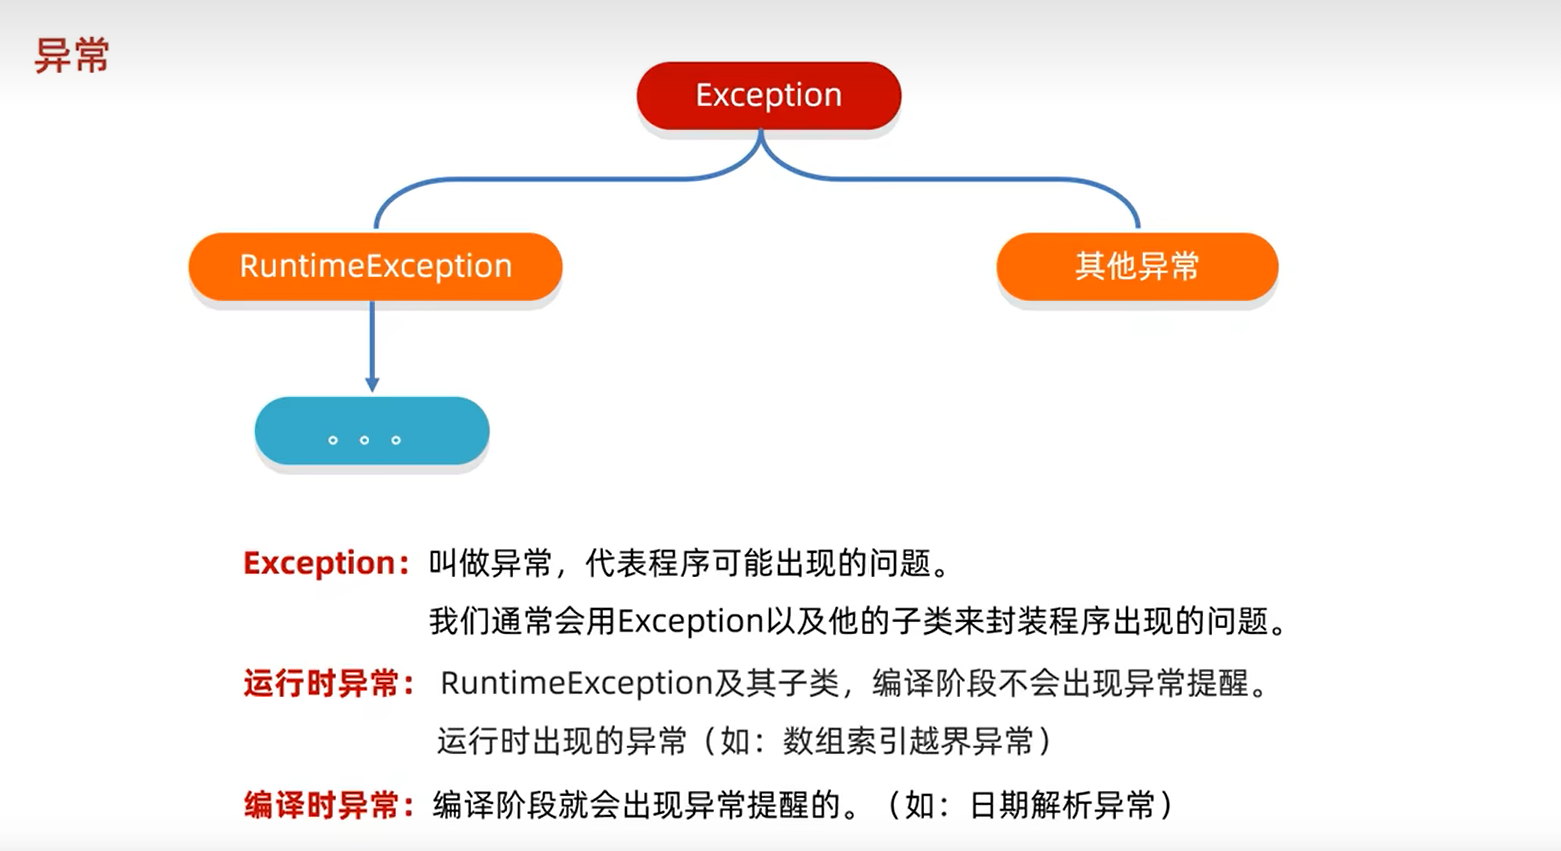 异常
Exception
RuntimeException
其他异常
。。。
Exception：叫做异常，代表程序可能出现的问题。
我们通常会用Exception以及他的子类来封装程序出现的问题。
运行时异常： RuntimeException及其子类，编译阶段不会出现异常提醒。
运行时出现的异常（如：数组索引越界异常）
编译时异常：编译阶段就会出现异常提醒的。（如：日期解析异常）